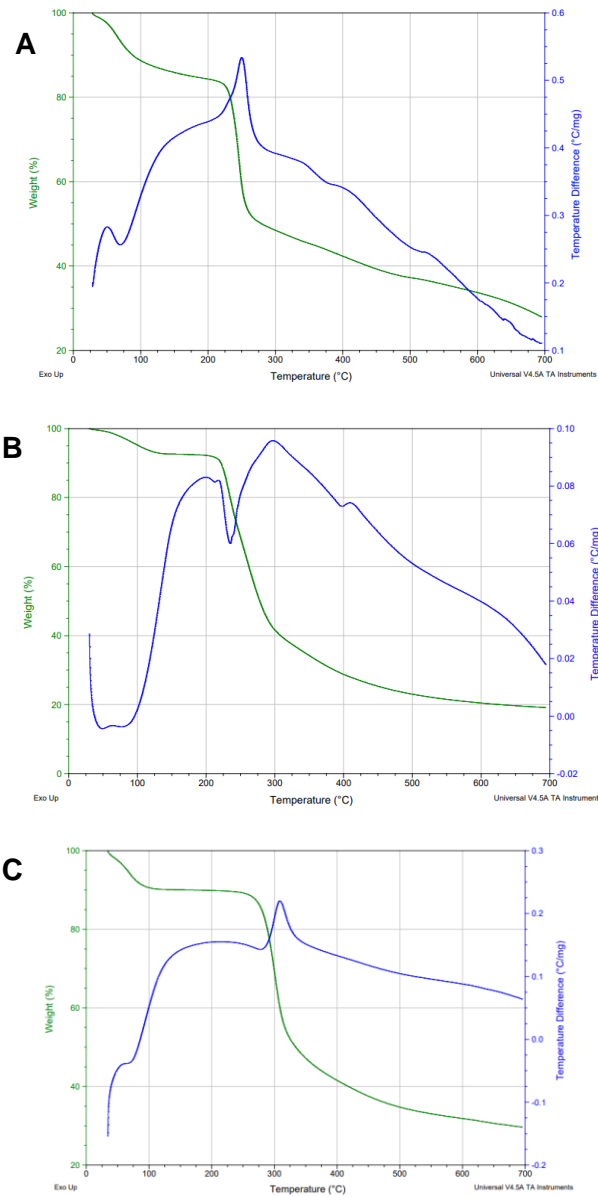 A
100
80
60
40
20
Weight (%)
0.6
0.5
0.4
0.3
0.2
0.1
Temperature Difference (°C/mg)
0 100 200 300 400 500 600 700
Exo Up Temperature (°C) Universal V4.5A TA Instruments
B
100
80
60
40
20
0
Weight (%)
0.10
0.08
0.06
0.04
0.02
0.00
-0.02
Temperature Difference (°C/mg)
0 100 200 300 400 500 600 700
Exo Up Temperature (°C) Universal V4.5A TA Instruments
C
100
80
60
40
20
Weight (%)
0.3
0.2
0.1
0.0
-0.1
-0.2
Temperature Difference (°C/mg)
0 100 200 300 400 500 600 700
Exo Up Temperature (°C) Universal V4.5A TA Instruments